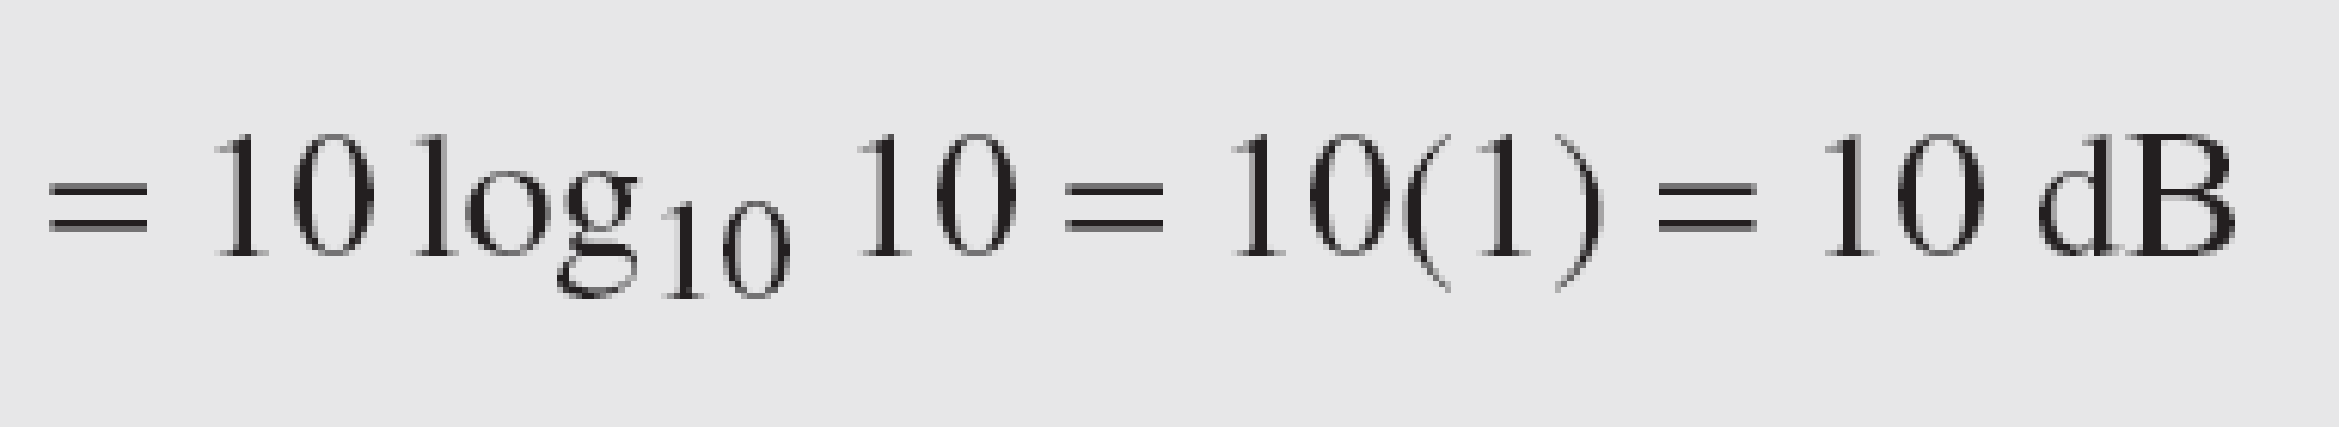 = 10 log₁₀ 10 = 10(1) = 10 dB